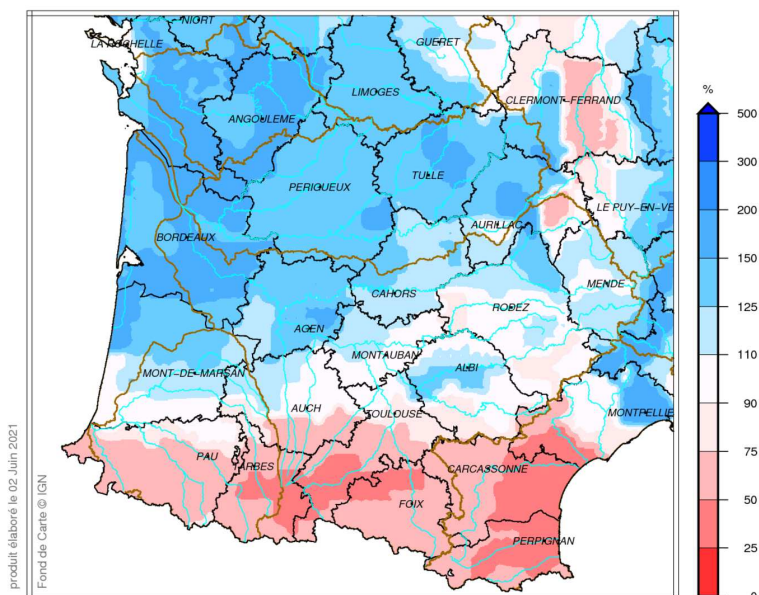 NIORT
LA ROCHELLE
GUERET
%
LIMOGES
CLERMONT-FERRAND
500
ANGOULEME
300
PERIGUEUX
TULLE
LE PUY-EN-VE
200
AURILLAC
BORDEAUX
150
CAHORS
MENDE
RODEZ
125
AGEN
MONTAUBAN
110
MONT-DE-MARSAN
ALBI
AUCH
TOULOUSE
MONTPELLIE
90
PAU
TARBES
CARCASSONNE
75
FOIX
50
PERPIGNAN
25
0
produit élaboré le 02 Juin 2021
Fond de Carte © IGN